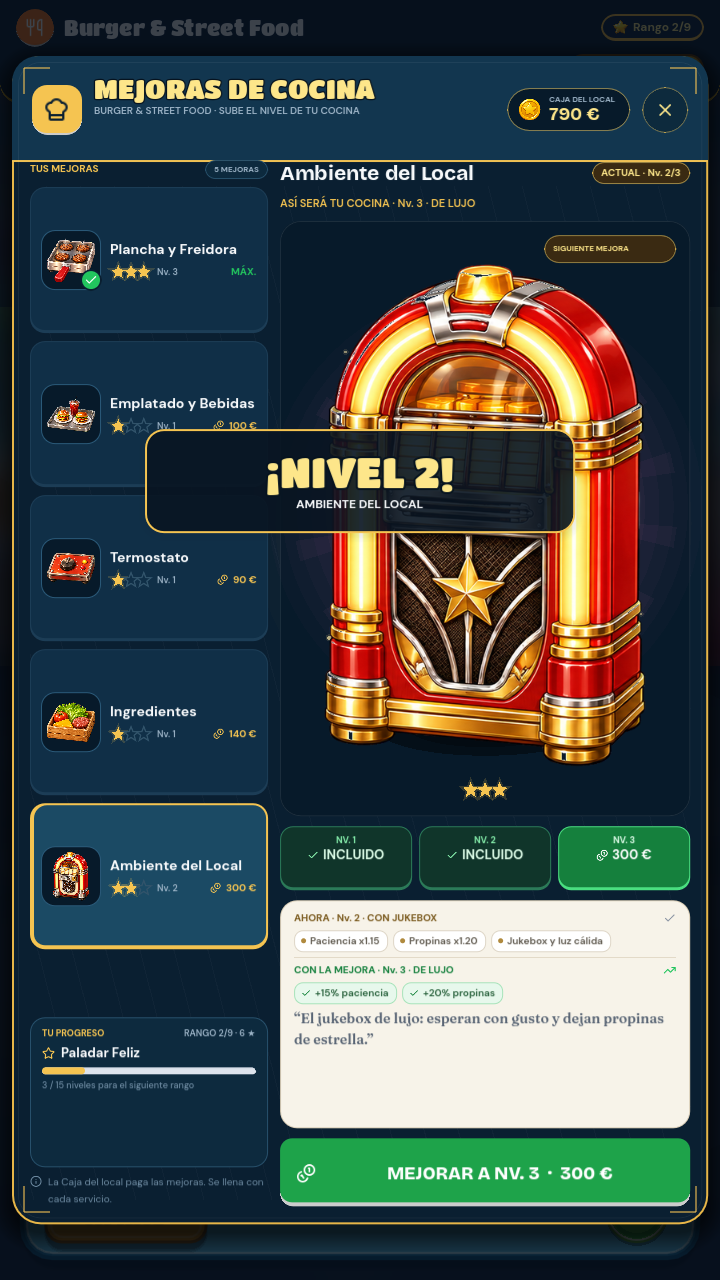 Burger & Street Food
Rango 2/9
MEJORAS DE COCINA
BURGER & STREET FOOD · SUBE EL NIVEL DE TU COCINA
CAJA DEL LOCAL
790 €
TUS MEJORAS
5 MEJORAS
Plancha y Freidora
Nv. 3
MÁX.
Emplatado y Bebidas
Nv. 1
100 €
Termostato
Nv. 1
90 €
Ingredientes
Nv. 1
140 €
Ambiente del Local
Nv. 2
300 €
TU PROGRESO
RANGO 2/9 · 6 ★
Paladar Feliz
3 / 15 niveles para el siguiente rango
La Caja del local paga las mejoras. Se llena con
cada servicio.
Ambiente del Local
ACTUAL · Nv. 2/3
ASÍ SERÁ TU COCINA · Nv. 3 · DE LUJO
SIGUIENTE MEJORA
¡NIVEL 2!
AMBIENTE DEL LOCAL
NV. 1
INCLUIDO
NV. 2
INCLUIDO
NV. 3
300 €
AHORA · Nv. 2 · CON JUKEBOX
Paciencia x1.15
Propinas x1.20
Jukebox y luz cálida
CON LA MEJORA · Nv. 3 · DE LUJO
+15% paciencia
+20% propinas
“El jukebox de lujo: esperan con gusto y dejan propinas
de estrella.”
MEJORAR A NV. 3 · 300 €